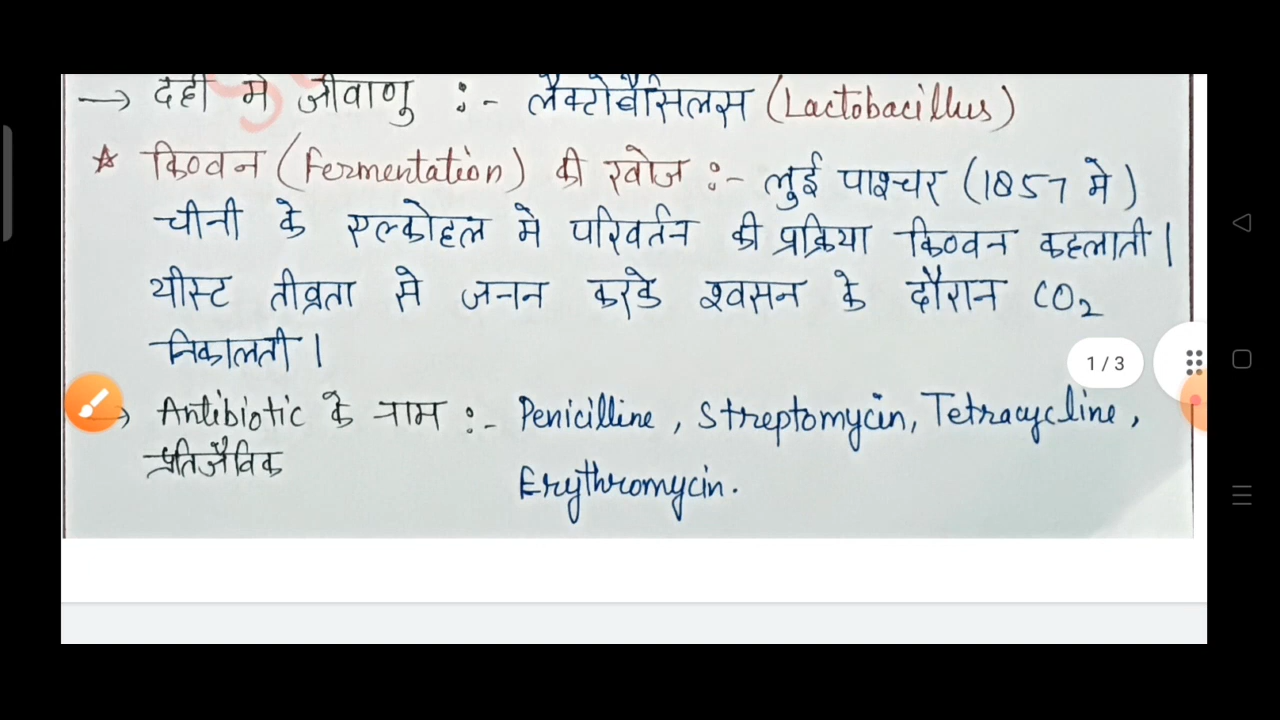 → दही मे जीवाणु :- लैक्टोबैसिलस (Lactobacillus)
☆ किण्वन (Fermentation) की खोज :- लुई पाश्चर (1857 मे)
चीनी के एल्कोहल मे परिवर्तन की प्रक्रिया किण्वन कहलाती।
यीस्ट तीव्रता से जनन करके श्वसन के दौरान CO₂
निकालती।
1/3
→ Antibiotic के नाम :- Penicilline, Streptomycin, Tetracycline,
प्रतिजैविक
Erythromycin.